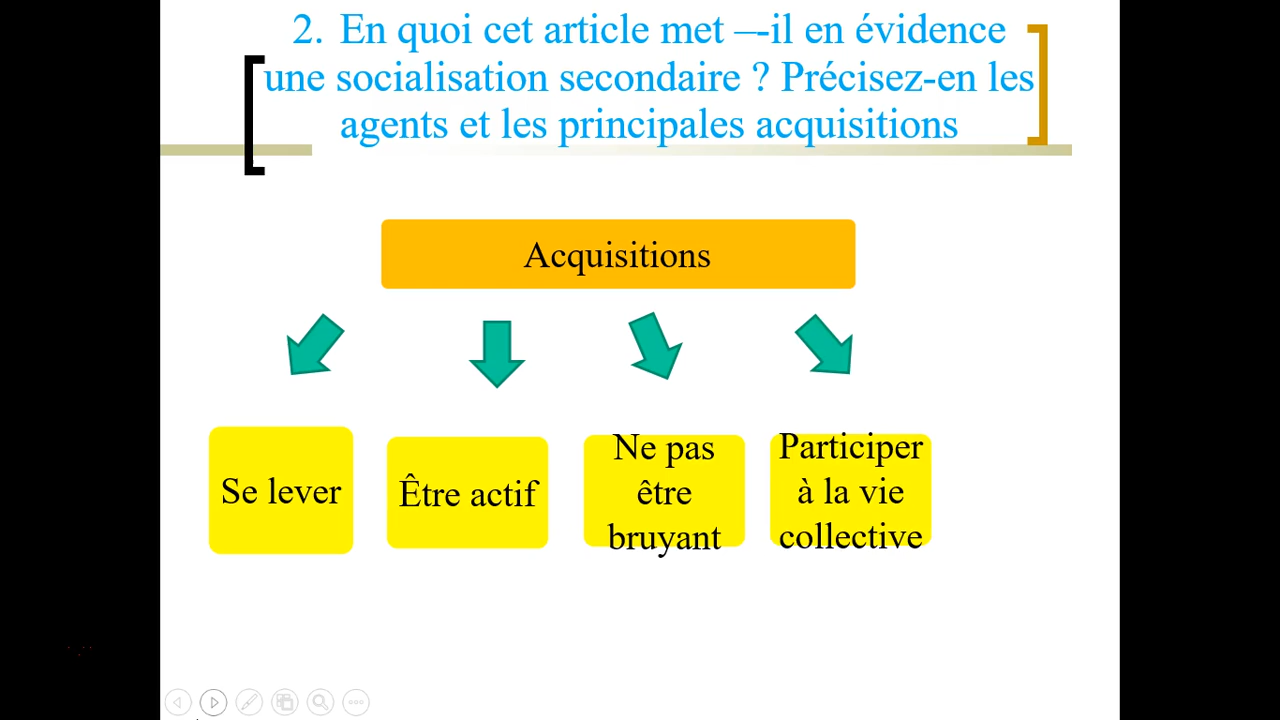 2. En quoi cet article met –-il en évidence
une socialisation secondaire ? Précisez-en les
agents et les principales acquisitions
Acquisitions
Se lever
Être actif
Ne pas
être
bruyant
Participer
à la vie
collective